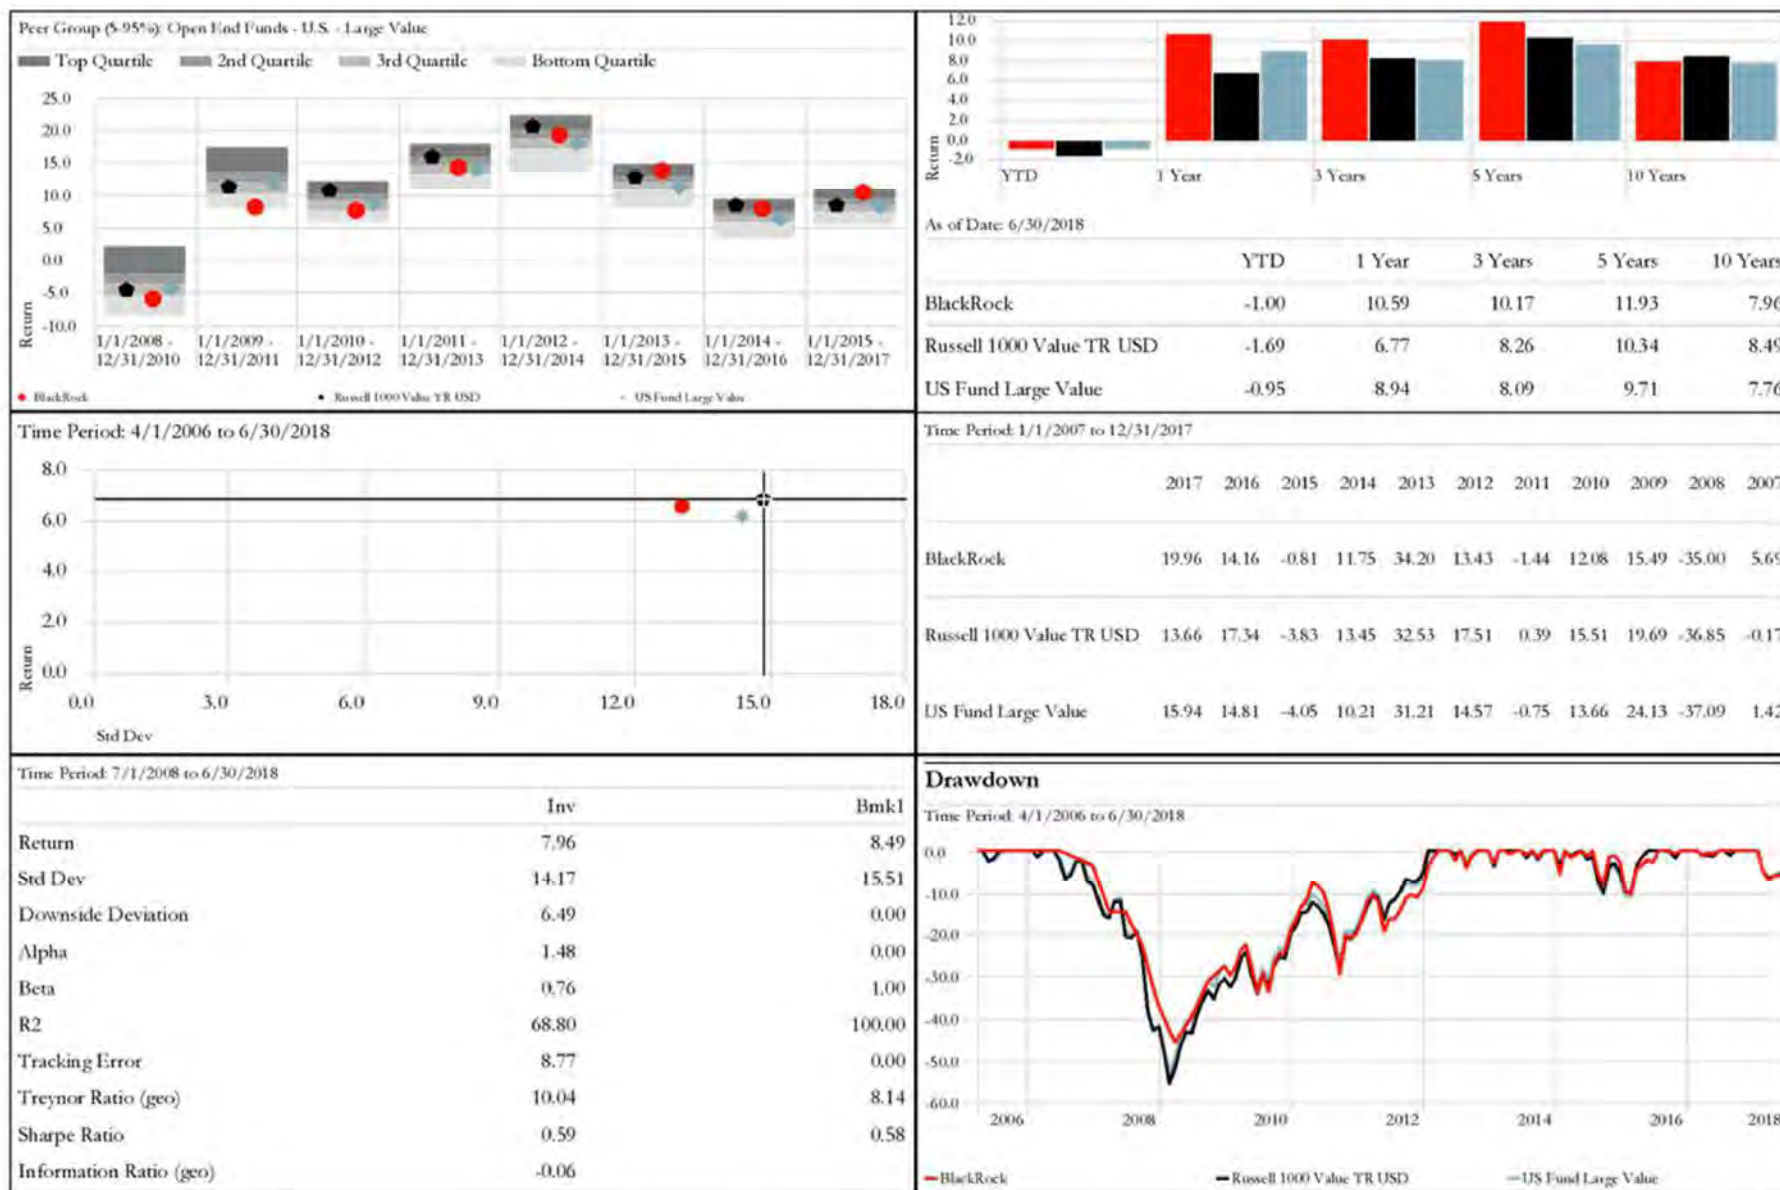 Peer Group (5-95%): Open End Funds - U.S. - Large Value
Top Quartile 2nd Quartile 3rd Quartile Bottom Quartile
25.0
20.0
15.0
10.0
5.0
0.0
-5.0
-10.0
Return
1/1/2008 - 12/31/2010
1/1/2009 - 12/31/2011
1/1/2010 - 12/31/2012
1/1/2011 - 12/31/2013
1/1/2012 - 12/31/2014
1/1/2013 - 12/31/2015
1/1/2014 - 12/31/2016
1/1/2015 - 12/31/2017
BlackRock Russell 1000 Value TR USD US Fund Large Value
12.0
10.0
8.0
6.0
4.0
2.0
0.0
-2.0
Return
YTD 1 Year 3 Years 5 Years 10 Years
As of Date: 6/30/2018
YTD 1 Year 3 Years 5 Years 10 Years
BlackRock -1.00 10.59 10.17 11.93 7.96
Russell 1000 Value TR USD -1.69 6.77 8.26 10.34 8.49
US Fund Large Value -0.95 8.94 8.09 9.71 7.76
Time Period: 4/1/2006 to 6/30/2018
8.0
6.0
4.0
2.0
0.0
Return
0.0 3.0 6.0 9.0 12.0 15.0 18.0
Std Dev
Time Period: 1/1/2007 to 12/31/2017
2017 2016 2015 2014 2013 2012 2011 2010 2009 2008 2007
BlackRock 19.96 14.16 -0.81 11.75 34.20 13.43 -1.44 12.08 15.49 -35.00 5.69
Russell 1000 Value TR USD 13.66 17.34 -3.83 13.45 32.53 17.51 0.39 15.51 19.69 -36.85 -0.17
US Fund Large Value 15.94 14.81 -4.05 10.21 31.21 14.57 -0.75 13.66 24.13 -37.09 1.42
Time Period: 7/1/2008 to 6/30/2018
Inv Bmk1
Return 7.96 8.49
Std Dev 14.17 15.51
Downside Deviation 6.49 0.00
Alpha 1.48 0.00
Beta 0.76 1.00
R2 68.80 100.00
Tracking Error 8.77 0.00
Treynor Ratio (geo) 10.04 8.14
Sharpe Ratio 0.59 0.58
Information Ratio (geo) -0.06
Drawdown
Time Period: 4/1/2006 to 6/30/2018
0.0
-10.0
-20.0
-30.0
-40.0
-50.0
-60.0
2006 2008 2010 2012 2014 2016 2018
BlackRock Russell 1000 Value TR USD US Fund Large Value